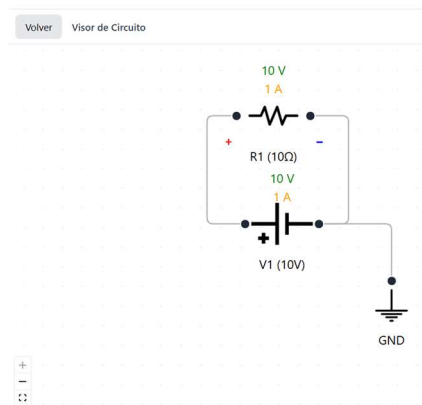 Volver Visor de Circuito
10 V
1 A
+ −
R1 (10Ω)
10 V
1 A
+
V1 (10V)
GND
+
−